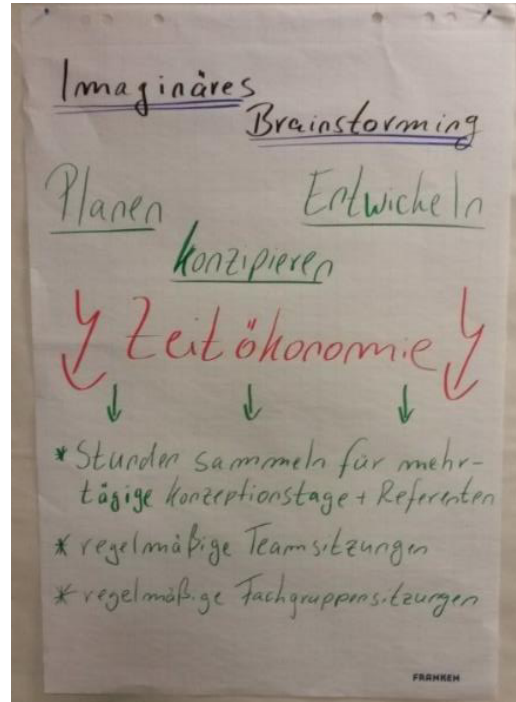 Imaginäres
Brainstorming
Planen
Entwickeln
konzipieren
Zeitökonomie
* Stunden sammeln für mehr-
tägige Konzeptionstage + Referenten
* regelmäßige Teamsitzungen
* regelmäßige Fachgruppensitzungen
FRANKEN